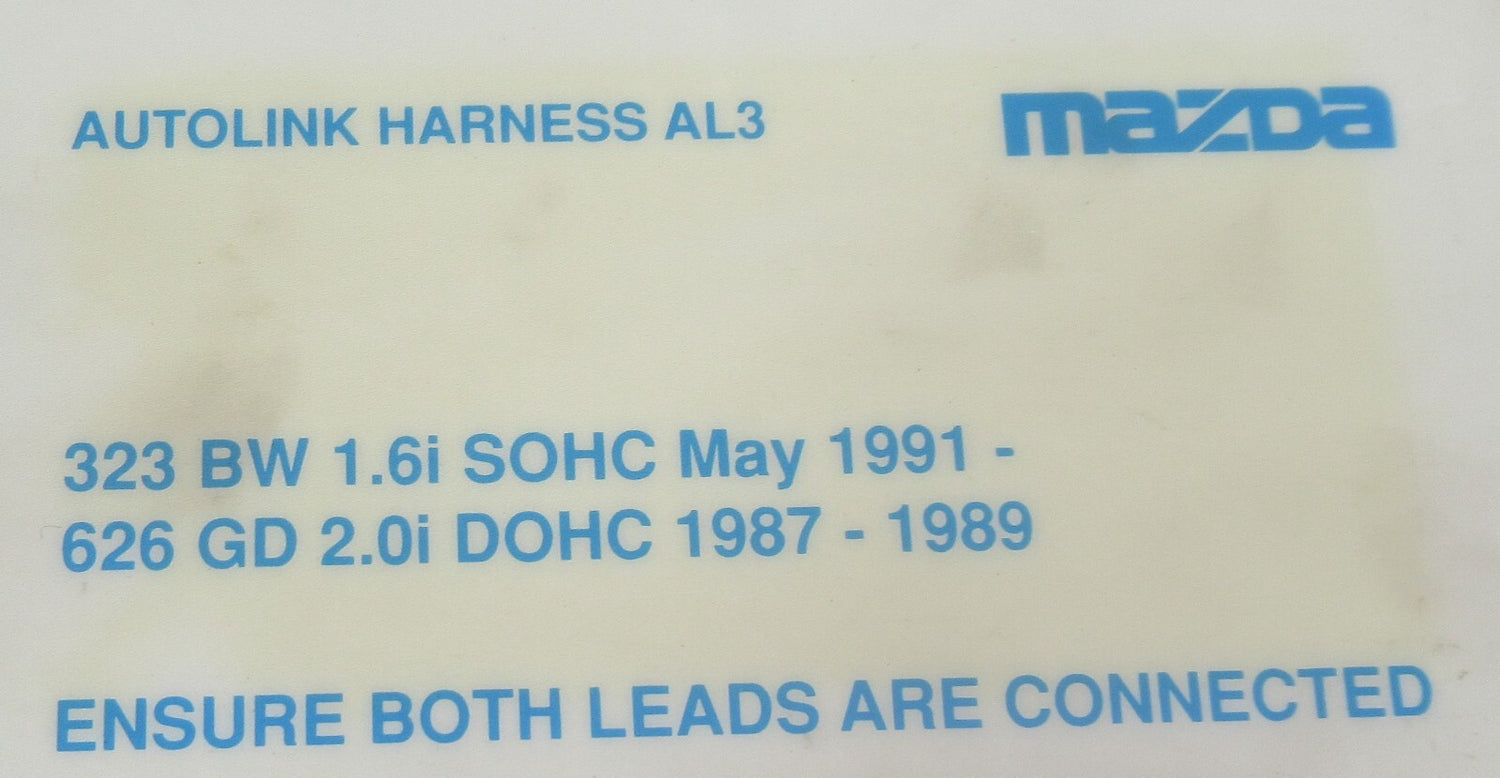 AUTOLINK HARNESS AL3 mazDa
323 BW 1.6i SOHC May 1991 -
626 GD 2.0i DOHC 1987 - 1989
ENSURE BOTH LEADS ARE CONNECTED